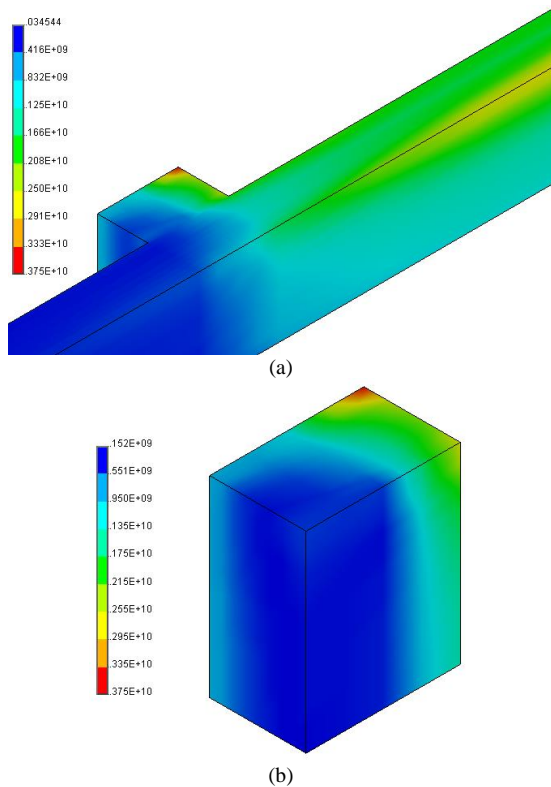 .034544
.416E+09
.832E+09
.125E+10
.166E+10
.208E+10
.250E+10
.291E+10
.333E+10
.375E+10
(a)
.152E+09
.551E+09
.950E+09
.135E+10
.175E+10
.215E+10
.255E+10
.295E+10
.335E+10
.375E+10
(b)